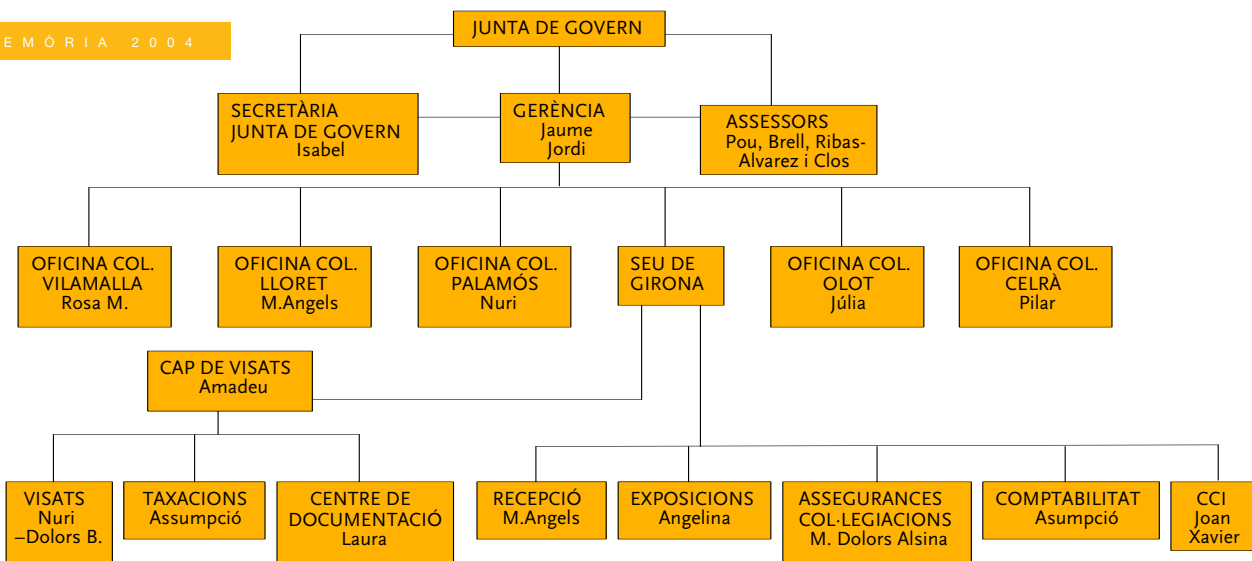 EMÒRIA 2004
JUNTA DE GOVERN
SECRETÀRIA
JUNTA DE GOVERN
Isabel
GERÈNCIA
Jaume
Jordi
ASSESSORS
Pou, Brell, Ribas-
Alvarez i Clos
OFICINA COL.
VILAMALLA
Rosa M.
OFICINA COL.
LLORET
M.Angels
OFICINA COL.
PALAMÓS
Nuri
SEU DE
GIRONA
OFICINA COL.
OLOT
Júlia
OFICINA COL.
CELRÀ
Pilar
CAP DE VISATS
Amadeu
VISATS
Nuri
–Dolors B.
TAXACIONS
Assumpció
CENTRE DE
DOCUMENTACIÓ
Laura
RECEPCIÓ
M.Angels
EXPOSICIONS
Angelina
ASSEGURANCES
COL·LEGIACIONS
M. Dolors Alsina
COMPTABILITAT
Asumpció
CCI
Joan
Xavier